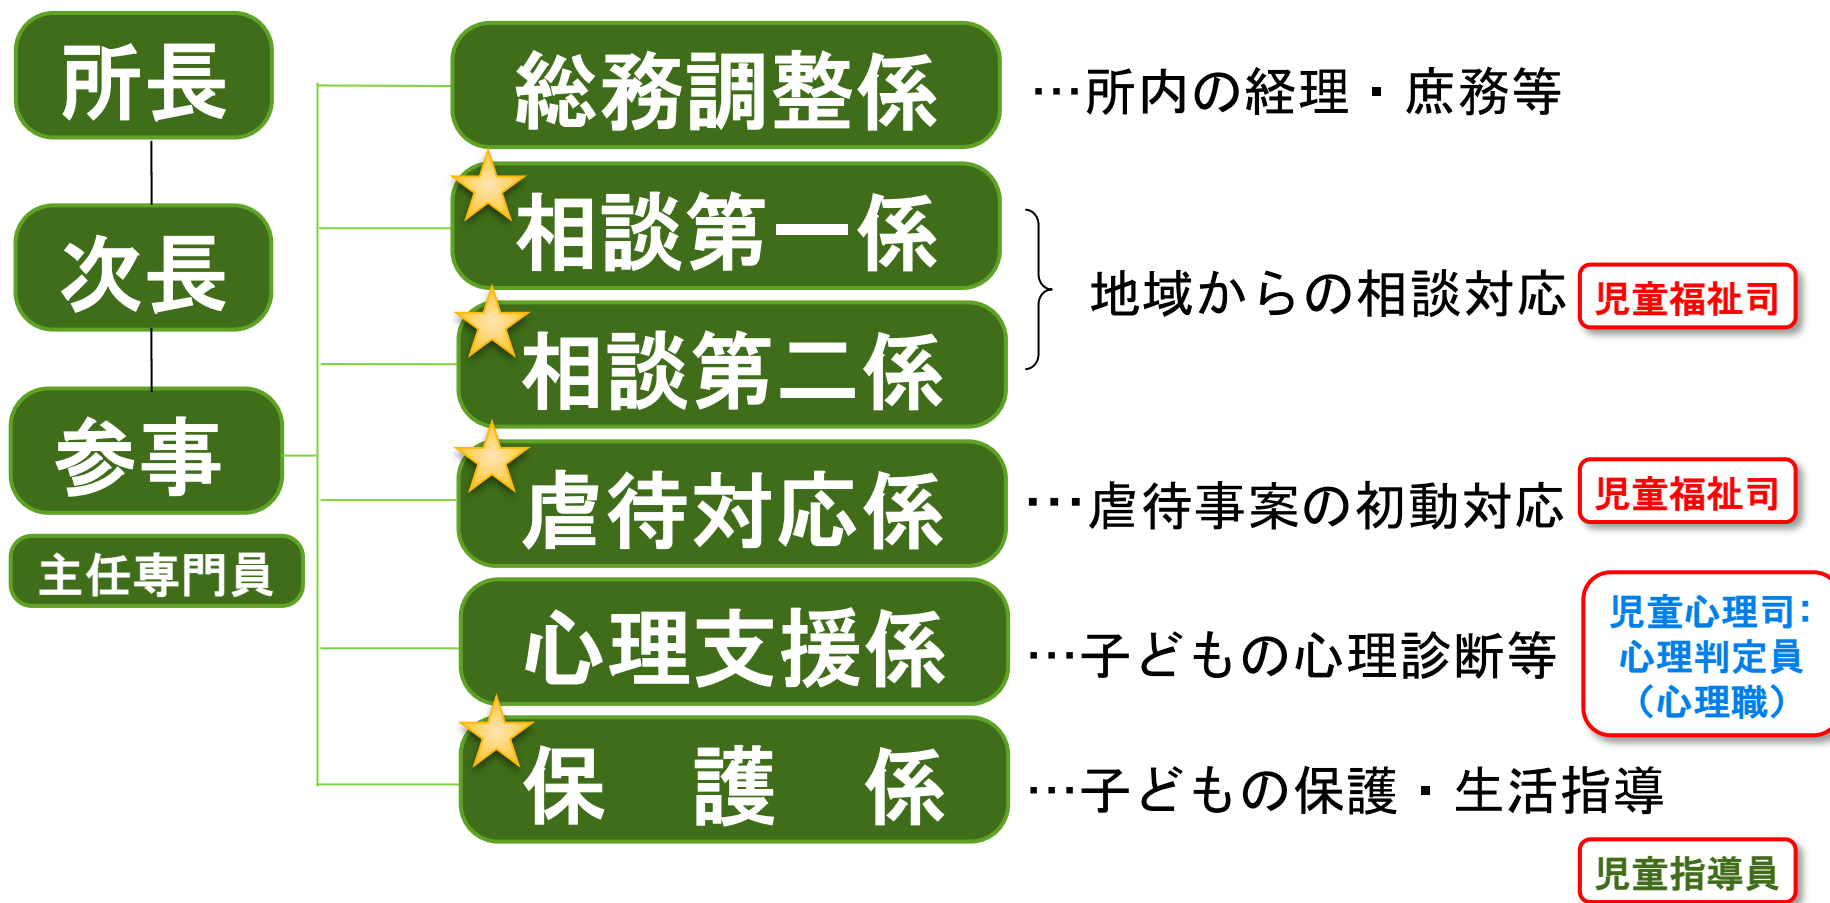 所長
次長
参事
主任専門員
総務調整係
…所内の経理・庶務等
相談第一係
相談第二係
地域からの相談対応
児童福祉司
虐待対応係
…虐待事案の初動対応
児童福祉司
心理支援係
…子どもの心理診断等
児童心理司：
心理判定員
（心理職）
保　護　係
…子どもの保護・生活指導
児童指導員